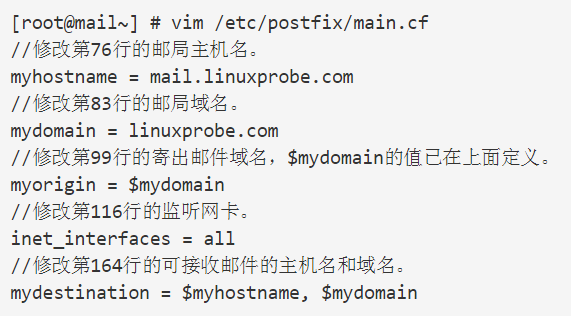 [root@mail~] # vim /etc/postfix/main.cf
//修改第76行的邮局主机名。
myhostname = mail.linuxprobe.com
//修改第83行的邮局域名。
mydomain = linuxprobe.com
//修改第99行的寄出邮件域名，$mydomain的值已在上面定义。
myorigin = $mydomain
//修改第116行的监听网卡。
inet_interfaces = all
//修改第164行的可接收邮件的主机名和域名。
mydestination = $myhostname, $mydomain